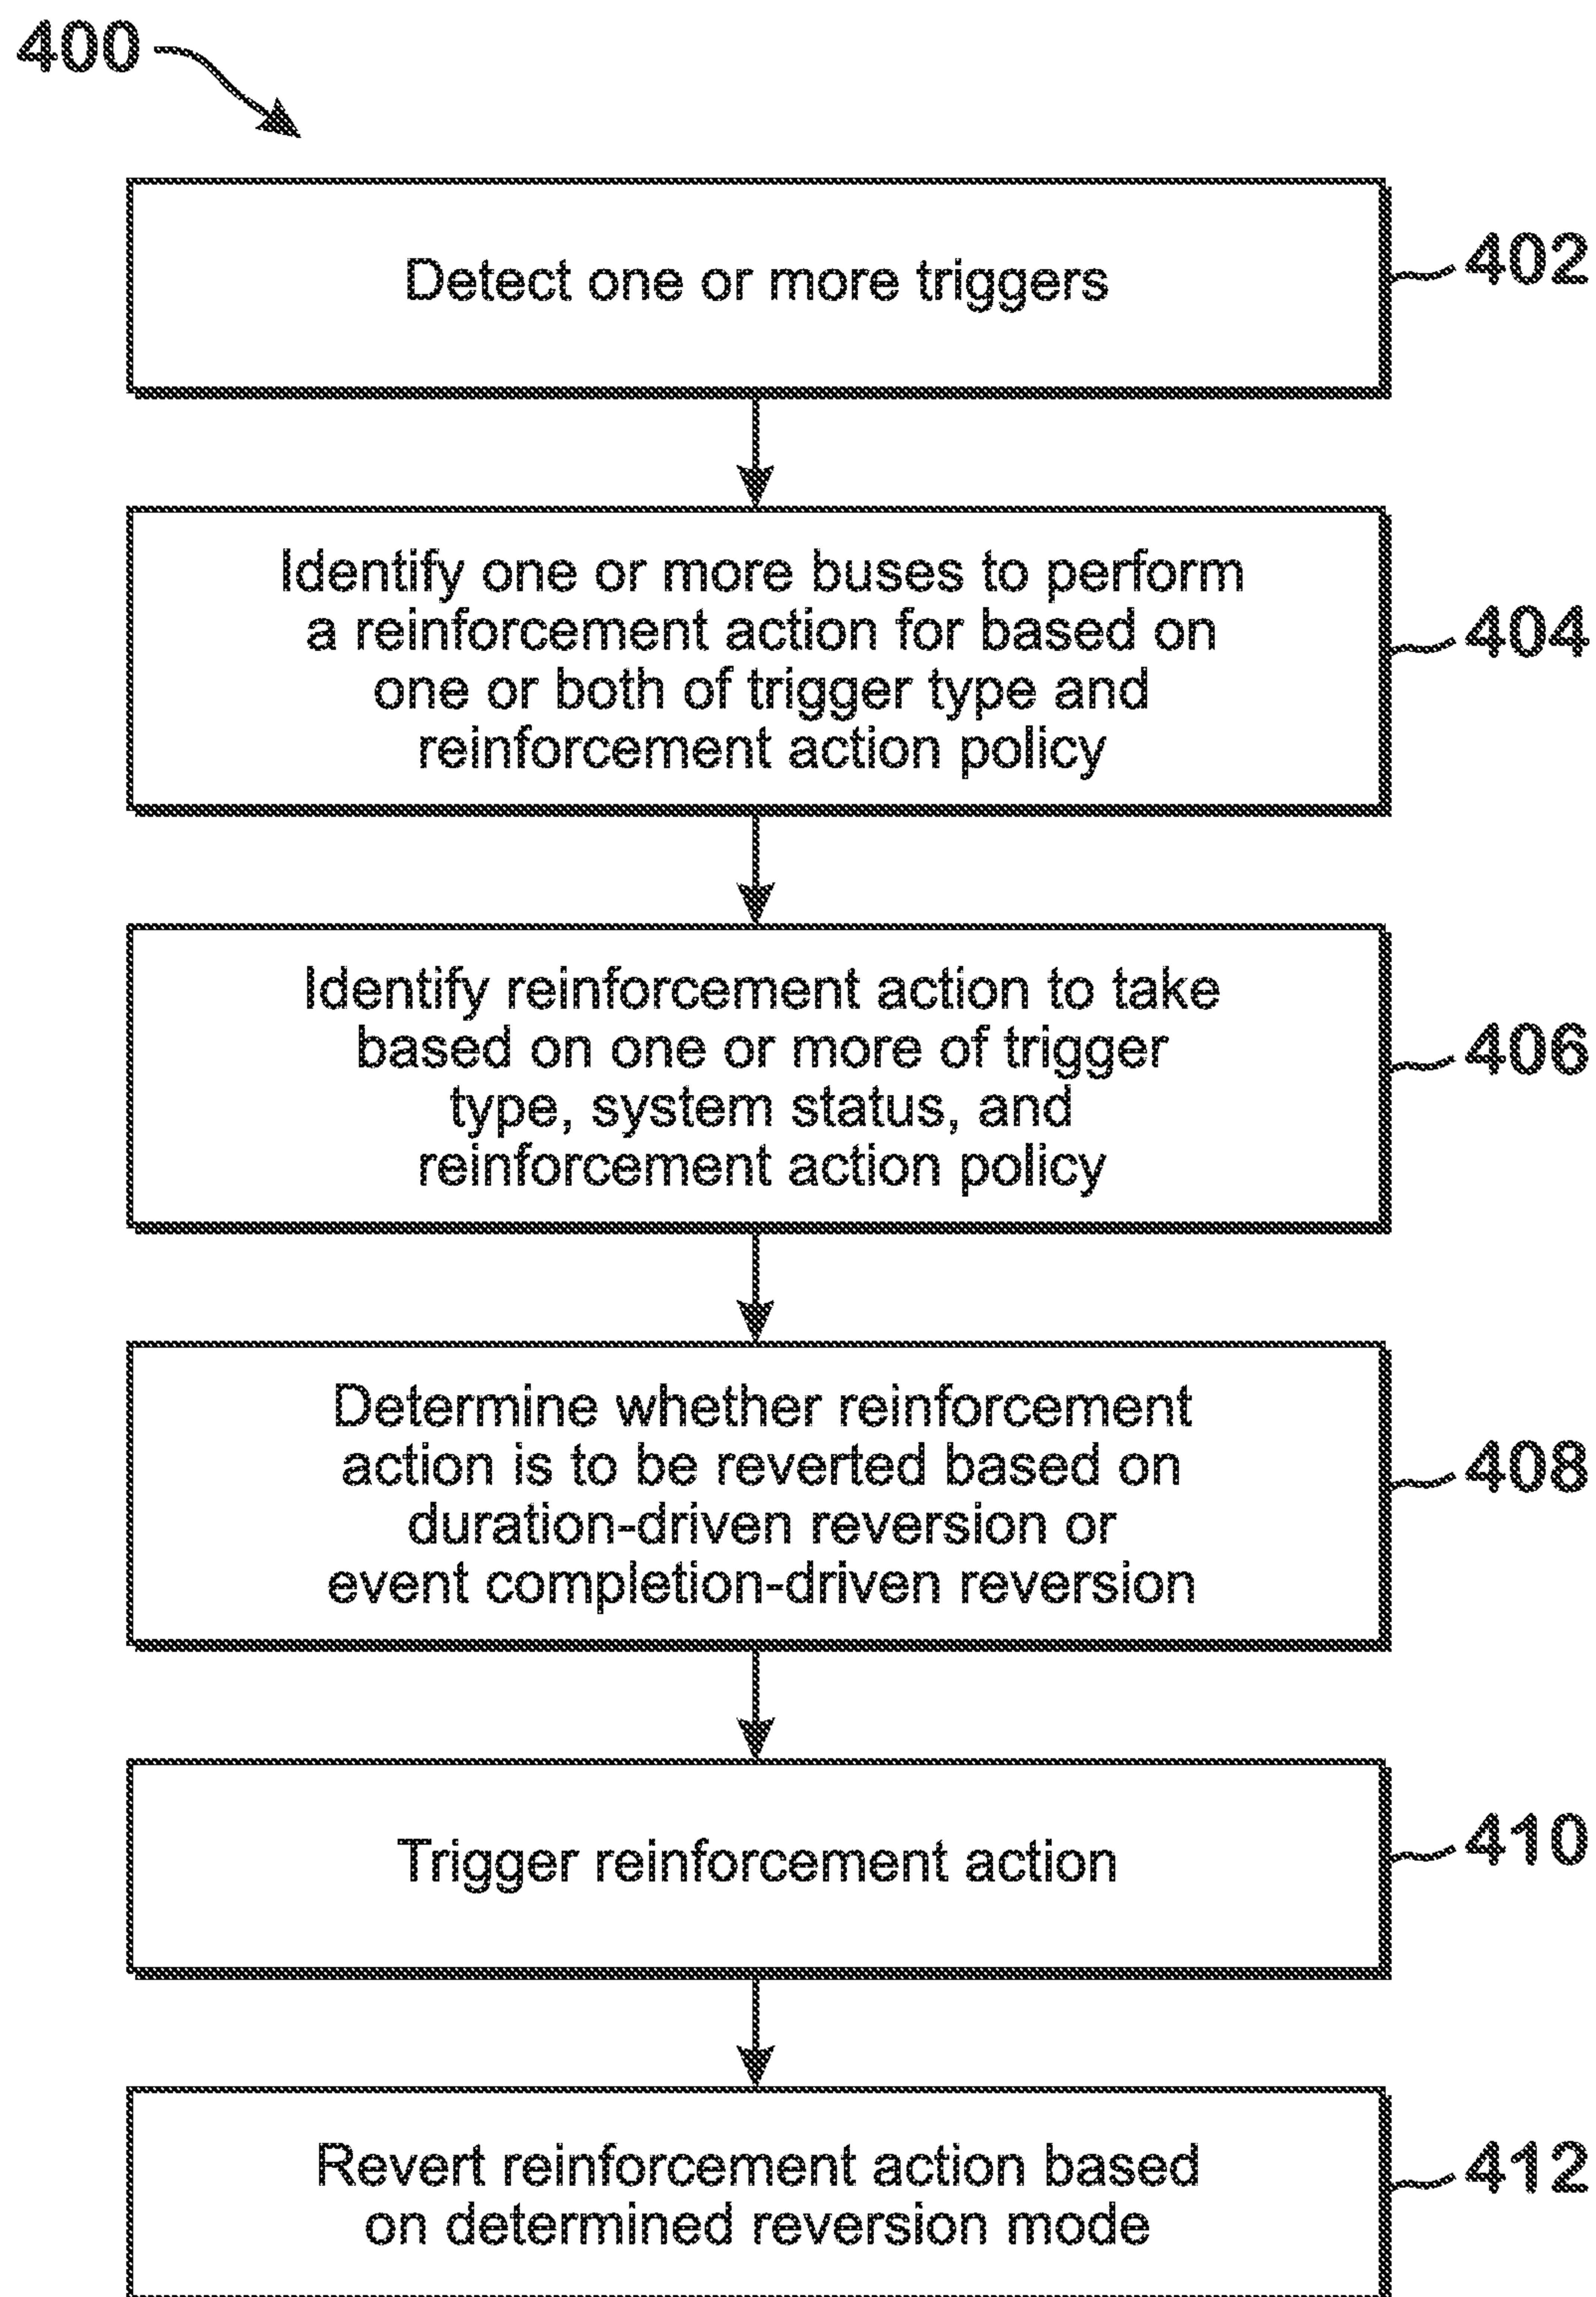 400
Detect one or more triggers
402
Identify one or more buses to perform
a reinforcement action for based on
one or both of trigger type and
reinforcement action policy
404
Identify reinforcement action to take
based on one or more of trigger
type, system status, and
reinforcement action policy
406
Determine whether reinforcement
action is to be reverted based on
duration-driven reversion or
event completion-driven reversion
408
Trigger reinforcement action
410
Revert reinforcement action based
on determined reversion mode
412